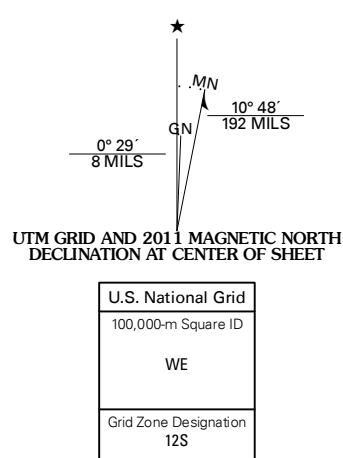 ★
MN
10° 48´
192 MILS
GN
0° 29´
8 MILS
UTM GRID AND 2011 MAGNETIC NORTH
DECLINATION AT CENTER OF SHEET
U.S. National Grid
100,000-m Square ID
WE
Grid Zone Designation
12S